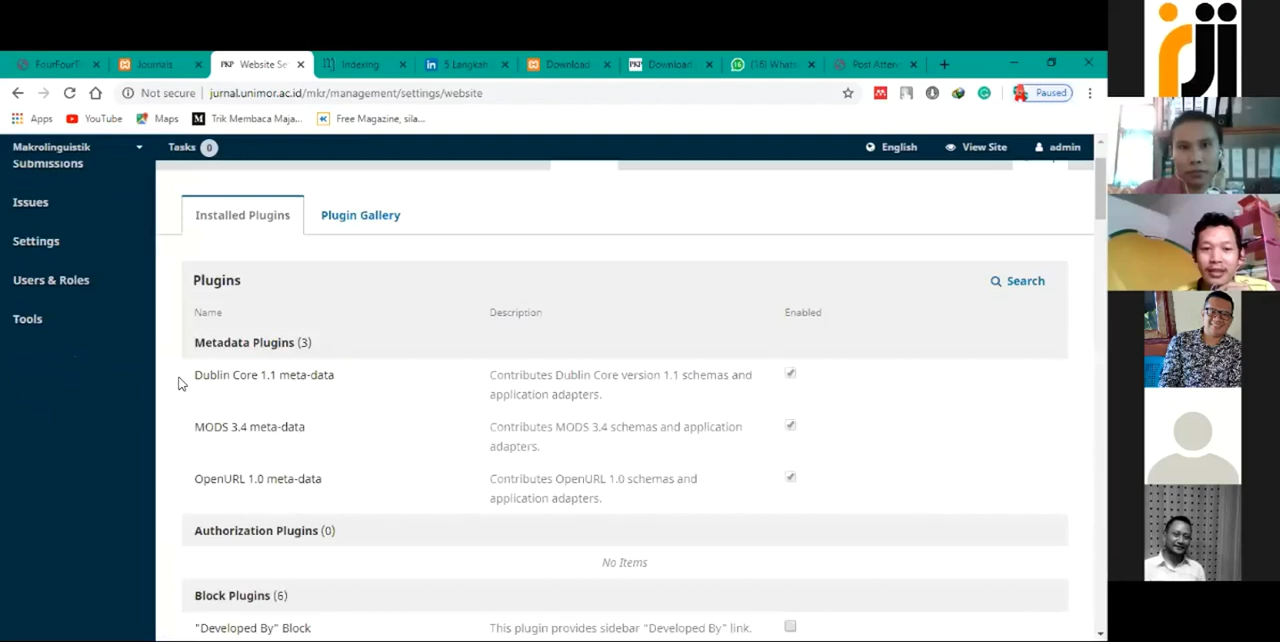 FourFourT
Journals
PKP Website Se
Indexing
in 5 Langkah
Download
PKP Download
(16) Whats
Post Atten
Not secure
jurnal.unimor.ac.id/mkr/management/settings/website
Paused
Apps
YouTube
Maps
Trik Membaca Maja...
Free Magazine, sila...
Makrolinguistik
Tasks 0
English
View Site
admin
Submissions
Issues
Settings
Users & Roles
Tools
Installed Plugins
Plugin Gallery
Plugins
Search
Name
Description
Enabled
Metadata Plugins (3)
Dublin Core 1.1 meta-data
Contributes Dublin Core version 1.1 schemas and
application adapters.
MODS 3.4 meta-data
Contributes MODS 3.4 schemas and application
adapters.
OpenURL 1.0 meta-data
Contributes OpenURL 1.0 schemas and
application adapters.
Authorization Plugins (0)
No Items
Block Plugins (6)
"Developed By" Block
This plugin provides sidebar "Developed By" link.
rji